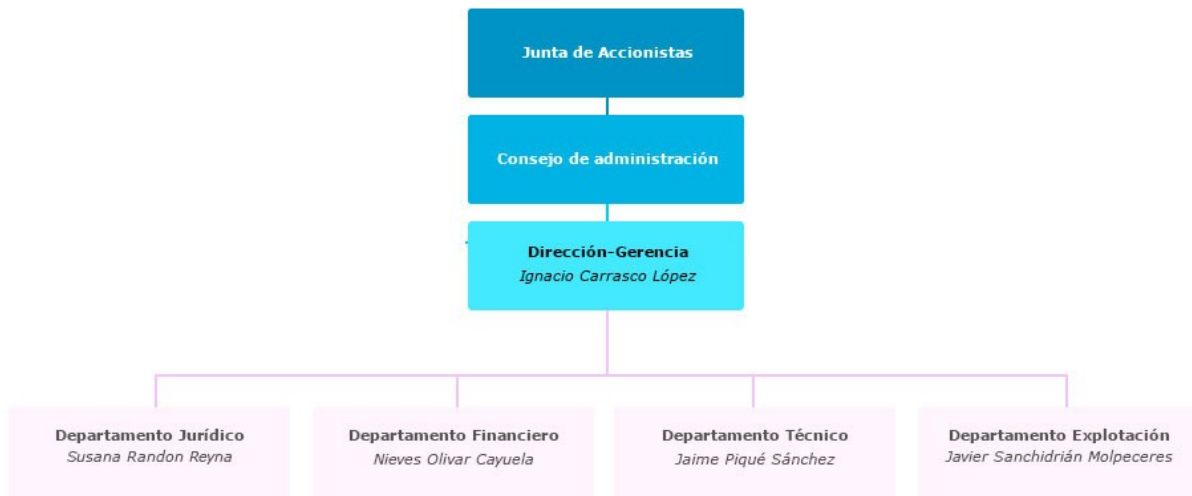 Junta de Accionistas
Consejo de administración
Dirección-Gerencia
Ignacio Carrasco López
Departamento Jurídico
Susana Randon Reyna
Departamento Financiero
Nieves Olivar Cayuela
Departamento Técnico
Jaime Piqué Sánchez
Departamento Explotación
Javier Sanchidrián Molpeceres